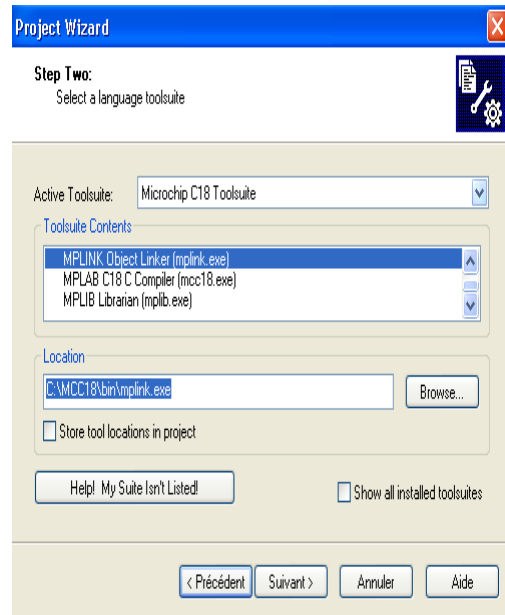 Project Wizard
Step Two:
Select a language toolsuite
Active Toolsuite: Microchip C18 Toolsuite
Toolsuite Contents
MPLINK Object Linker (mplink.exe)
MPLAB C18 C Compiler (mcc18.exe)
MPLIB Librarian (mplib.exe)
Location
C:\MCC18\bin\mplink.exe Browse...
Store tool locations in project
Help! My Suite Isn't Listed! Show all installed toolsuites
< Précédent Suivant > Annuler Aide